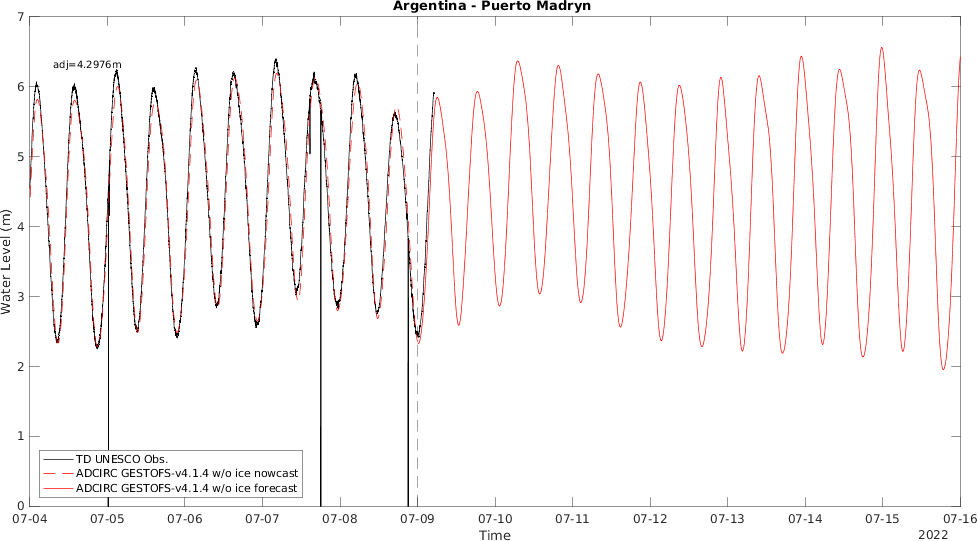 Argentina - Puerto Madryn
adj=4.2976m
7
6
5
4
3
2
1
0
Water Level (m)
TD UNESCO Obs.
ADCIRC GESTOFS-v4.1.4 w/o ice nowcast
ADCIRC GESTOFS-v4.1.4 w/o ice forecast
07-04 07-05 07-06 07-07 07-08 07-09 07-10 07-11 07-12 07-13 07-14 07-15 07-16
Time
2022